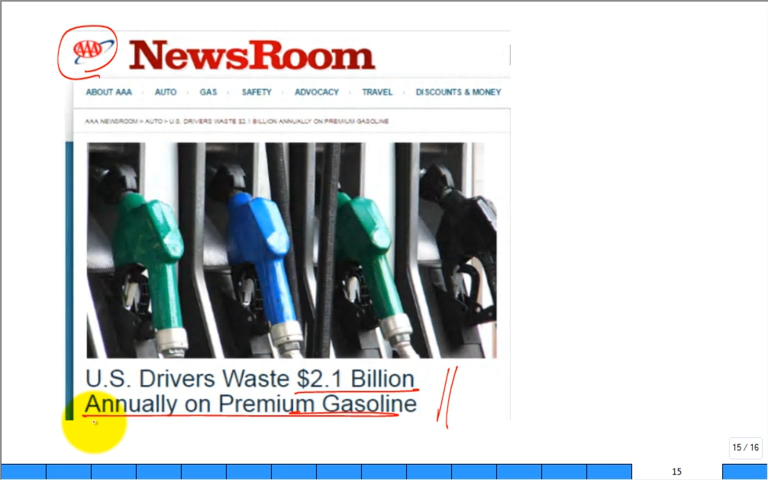 AAA NewsRoom
ABOUT AAA · AUTO · GAS · SAFETY · ADVOCACY · TRAVEL · DISCOUNTS & MONEY
AAA NEWSROOM > AUTO > U.S. DRIVERS WASTE $2.1 BILLION ANNUALLY ON PREMIUM GASOLINE
U.S. Drivers Waste $2.1 Billion
Annually on Premium Gasoline
15 / 16
15